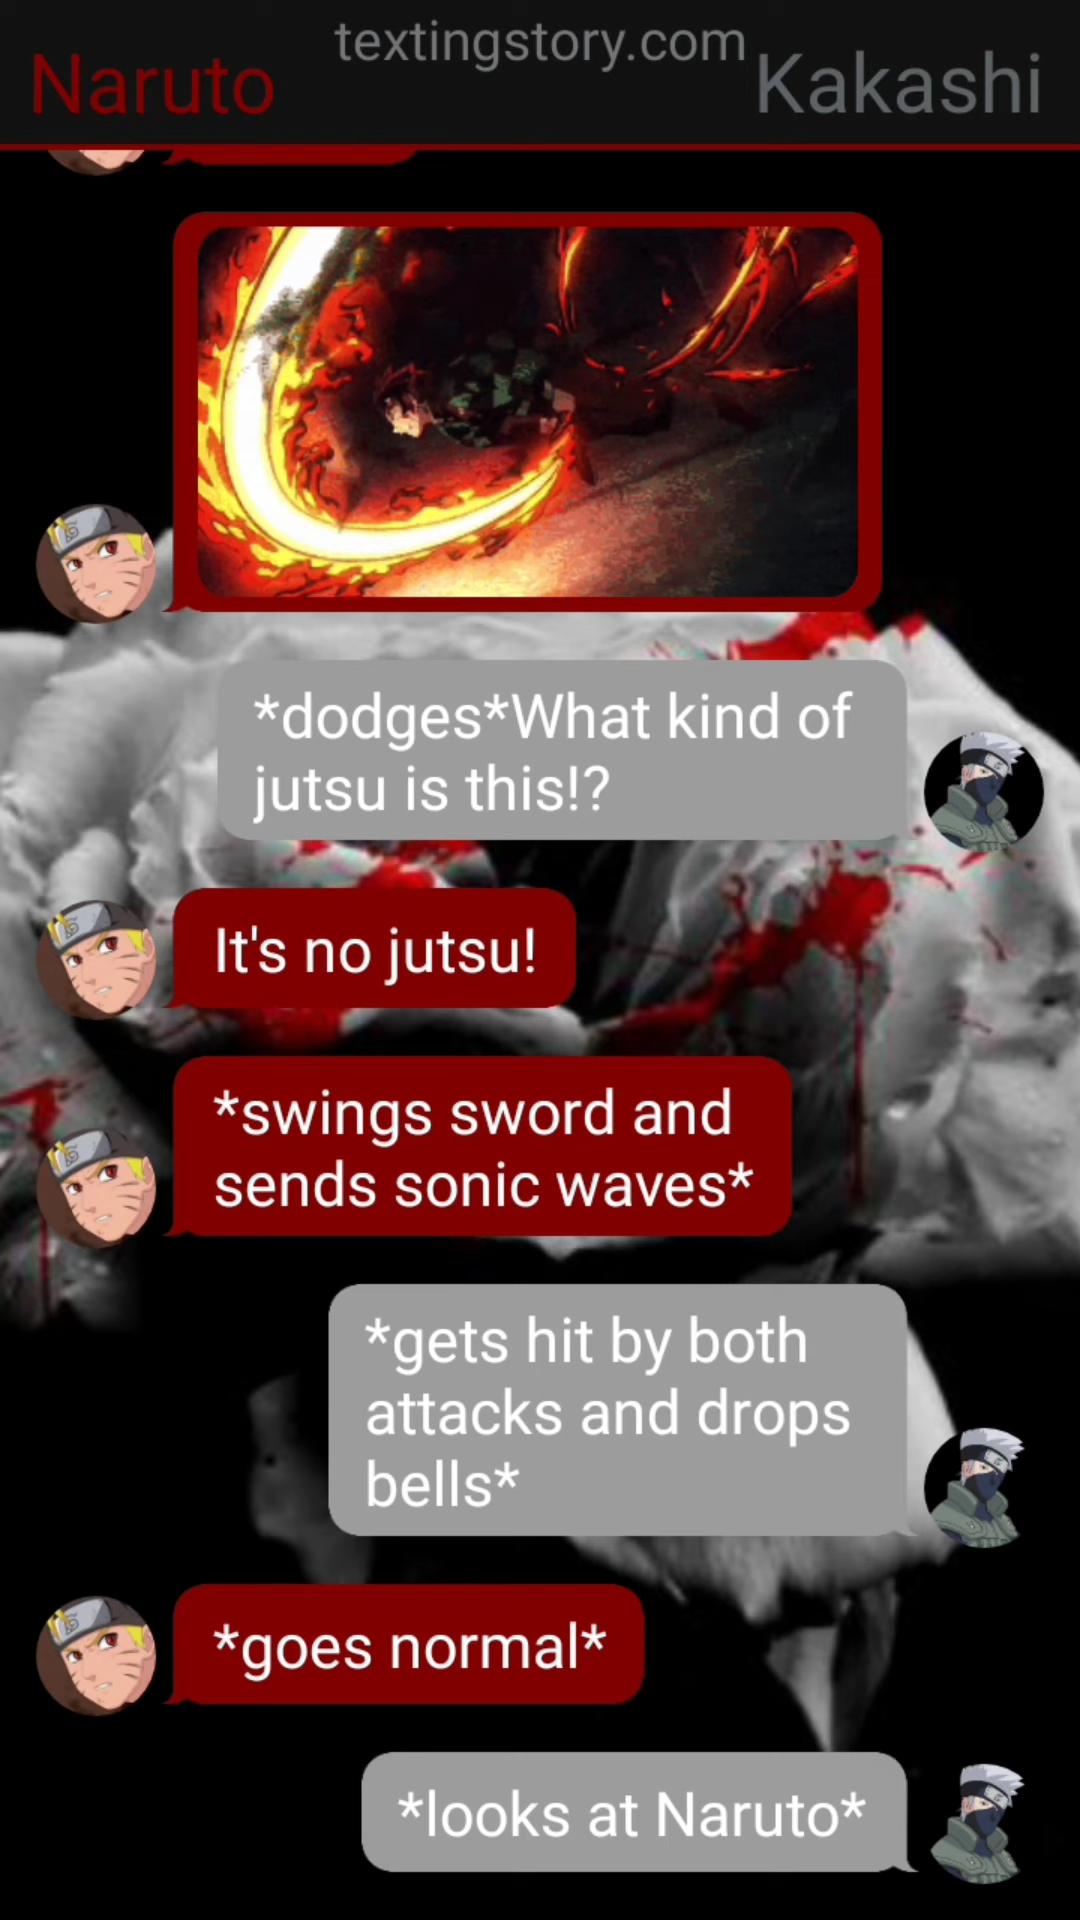 textingstory.com
Naruto
Kakashi
*dodges*What kind of
jutsu is this!?
It's no jutsu!
*swings sword and
sends sonic waves*
*gets hit by both
attacks and drops
bells*
*goes normal*
*looks at Naruto*